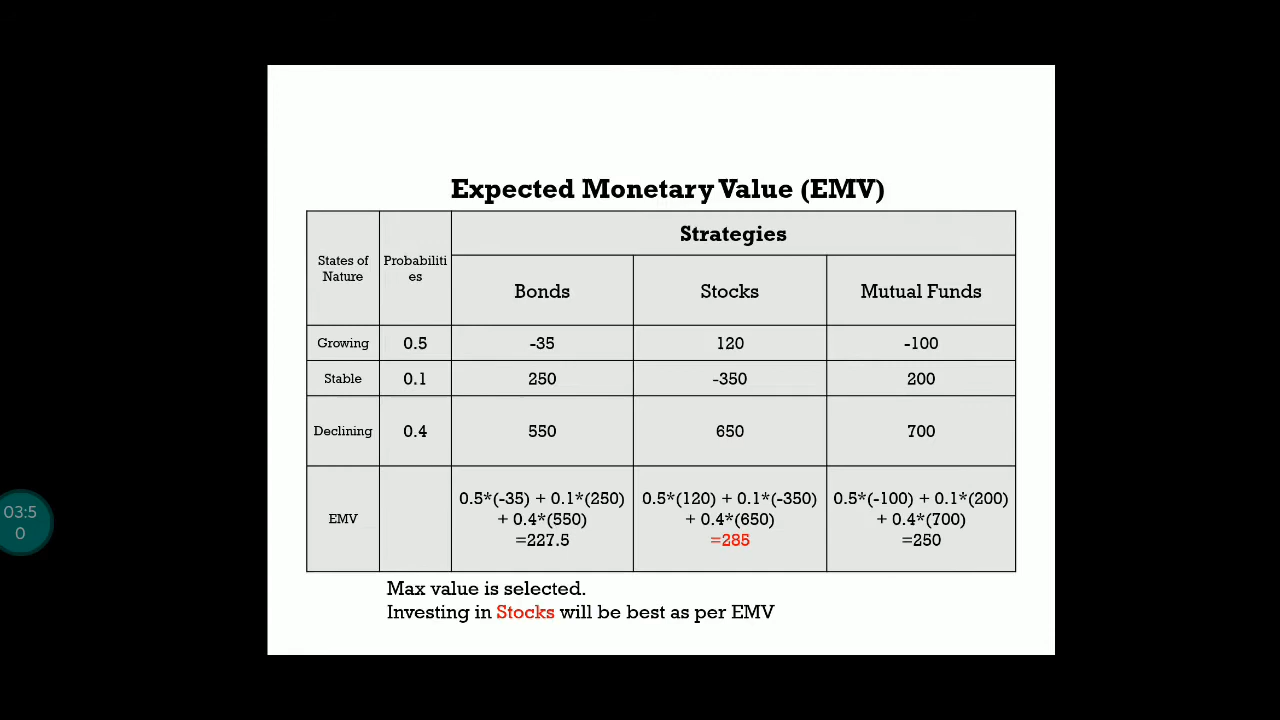 Expected Monetary Value (EMV)
Strategies
States of
Nature
Probabiliti
es
Bonds
Stocks
Mutual Funds
Growing
0.5
-35
120
-100
Stable
0.1
250
-350
200
Declining
0.4
550
650
700
EMV
0.5*(-35) + 0.1*(250)
+ 0.4*(550)
=227.5
0.5*(120) + 0.1*(-350)
+ 0.4*(650)
=285
0.5*(-100) + 0.1*(200)
+ 0.4*(700)
=250
Max value is selected.
Investing in Stocks will be best as per EMV
03:5
0